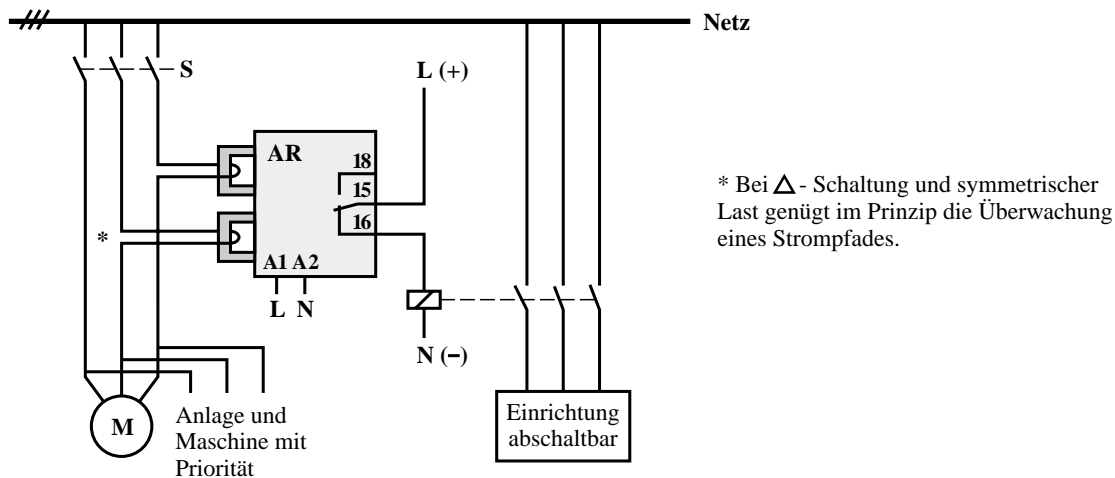 Netz
S
L (+)
AR
18
15
16
* Bei Δ - Schaltung und symmetrischer
Last genügt im Prinzip die Überwachung
eines Strompfades.
*
A1 A2
L N
N (−)
M
Anlage und
Maschine mit
Priorität
Einrichtung
abschaltbar